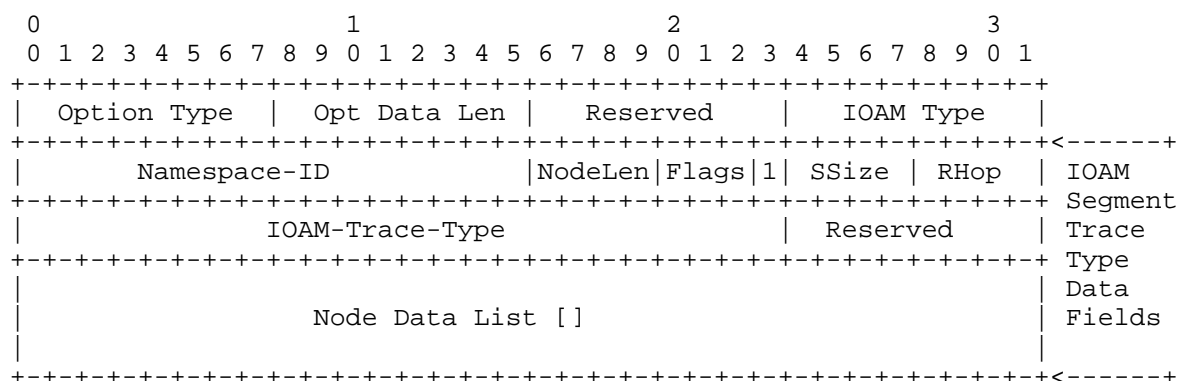 0                   1                   2                   3
 0 1 2 3 4 5 6 7 8 9 0 1 2 3 4 5 6 7 8 9 0 1 2 3 4 5 6 7 8 9 0 1
+-+-+-+-+-+-+-+-+-+-+-+-+-+-+-+-+-+-+-+-+-+-+-+-+-+-+-+-+-+-+-+-+
|  Option Type  |  Opt Data Len |   Reserved    |   IOAM Type   |
+-+-+-+-+-+-+-+-+-+-+-+-+-+-+-+-+-+-+-+-+-+-+-+-+-+-+-+-+-+-+-+-+<------+
|       Namespace-ID            |NodeLen|Flags|1| SSize | RHop  | IOAM
+-+-+-+-+-+-+-+-+-+-+-+-+-+-+-+-+-+-+-+-+-+-+-+-+-+-+-+-+-+-+-+-+ Segment
|               IOAM-Trace-Type                 |  Reserved     | Trace
+-+-+-+-+-+-+-+-+-+-+-+-+-+-+-+-+-+-+-+-+-+-+-+-+-+-+-+-+-+-+-+-+ Type
|                                                               | Data
|                  Node Data List []                            | Fields
|                                                               |
+-+-+-+-+-+-+-+-+-+-+-+-+-+-+-+-+-+-+-+-+-+-+-+-+-+-+-+-+-+-+-+-+<------+